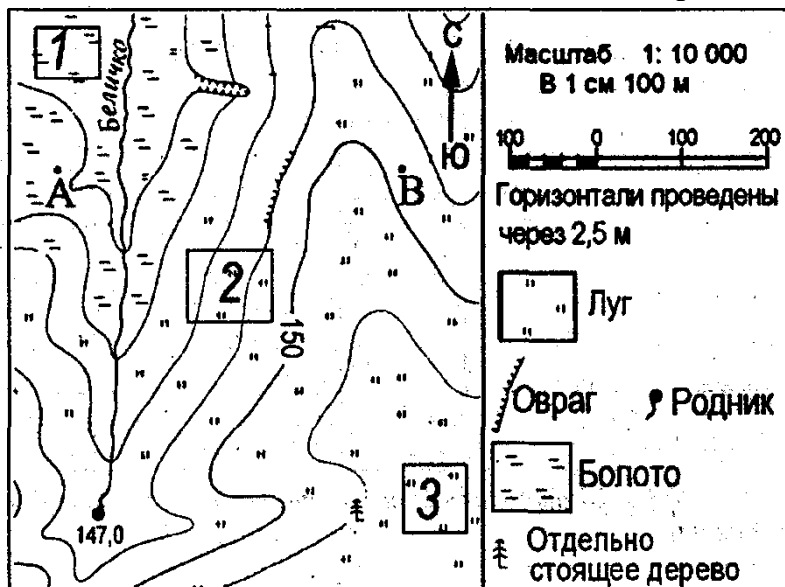 1
Беличка
А
В
2
150
3
147,0
С
Ю
Масштаб 1: 10 000
В 1 см 100 м
100 0 100 200
Горизонтали проведены
через 2,5 м
Луг
Овраг
Родник
Болото
Отдельно
стоящее дерево